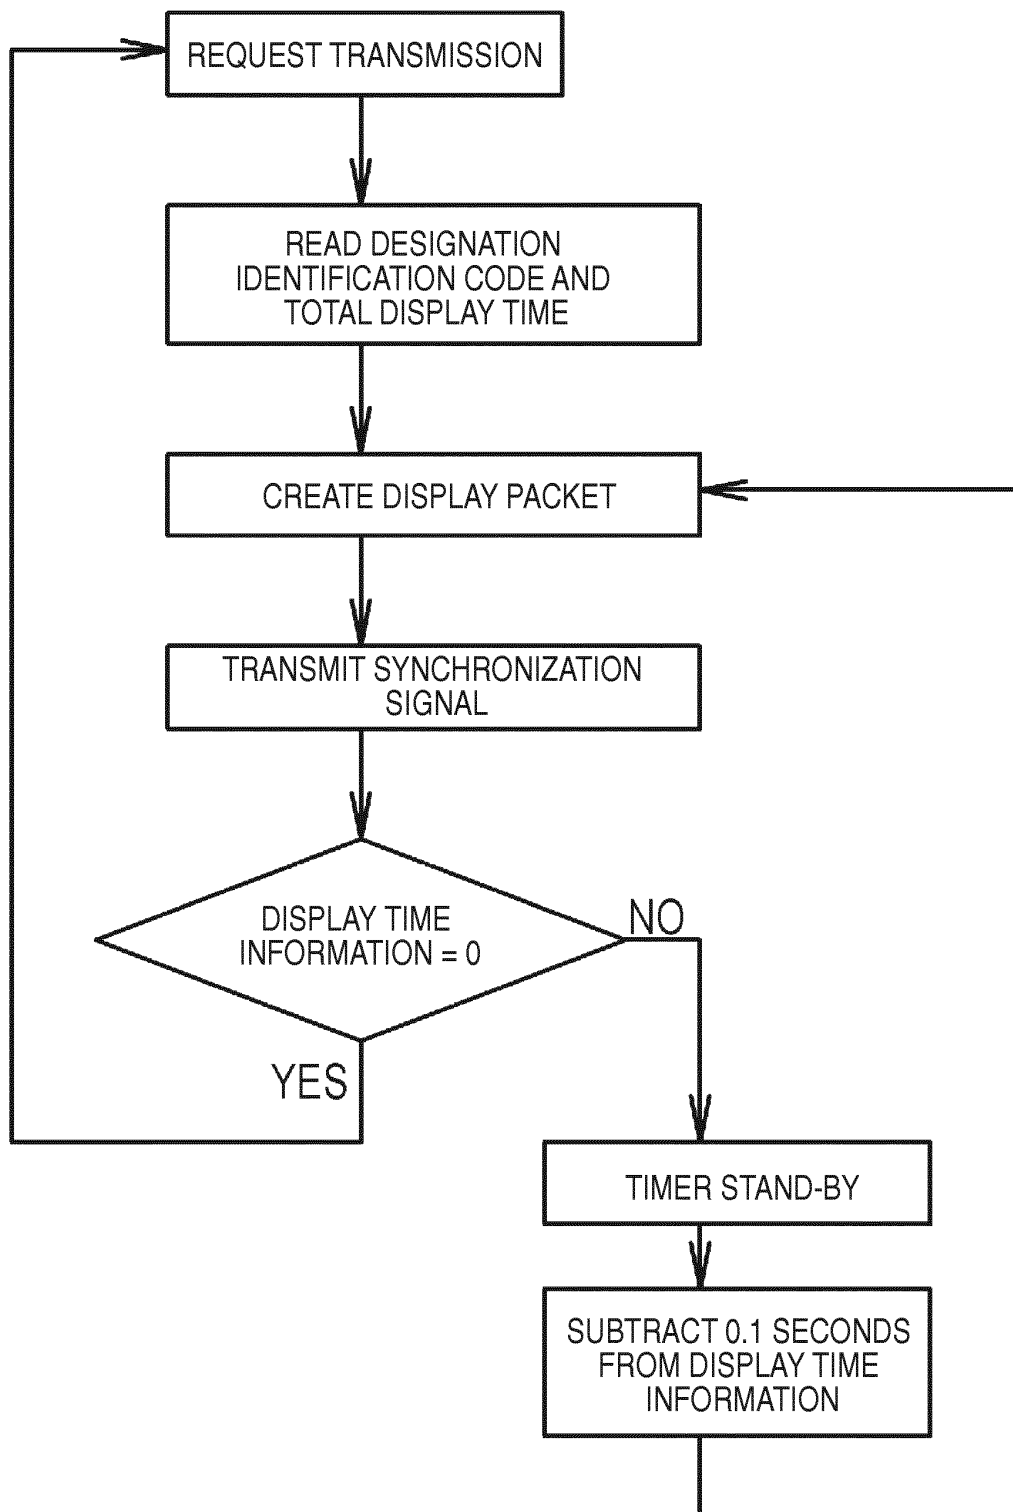 REQUEST TRANSMISSION
READ DESIGNATION
IDENTIFICATION CODE AND
TOTAL DISPLAY TIME
CREATE DISPLAY PACKET
TRANSMIT SYNCHRONIZATION
SIGNAL
DISPLAY TIME
INFORMATION = 0
NO
YES
TIMER STAND-BY
SUBTRACT 0.1 SECONDS
FROM DISPLAY TIME
INFORMATION